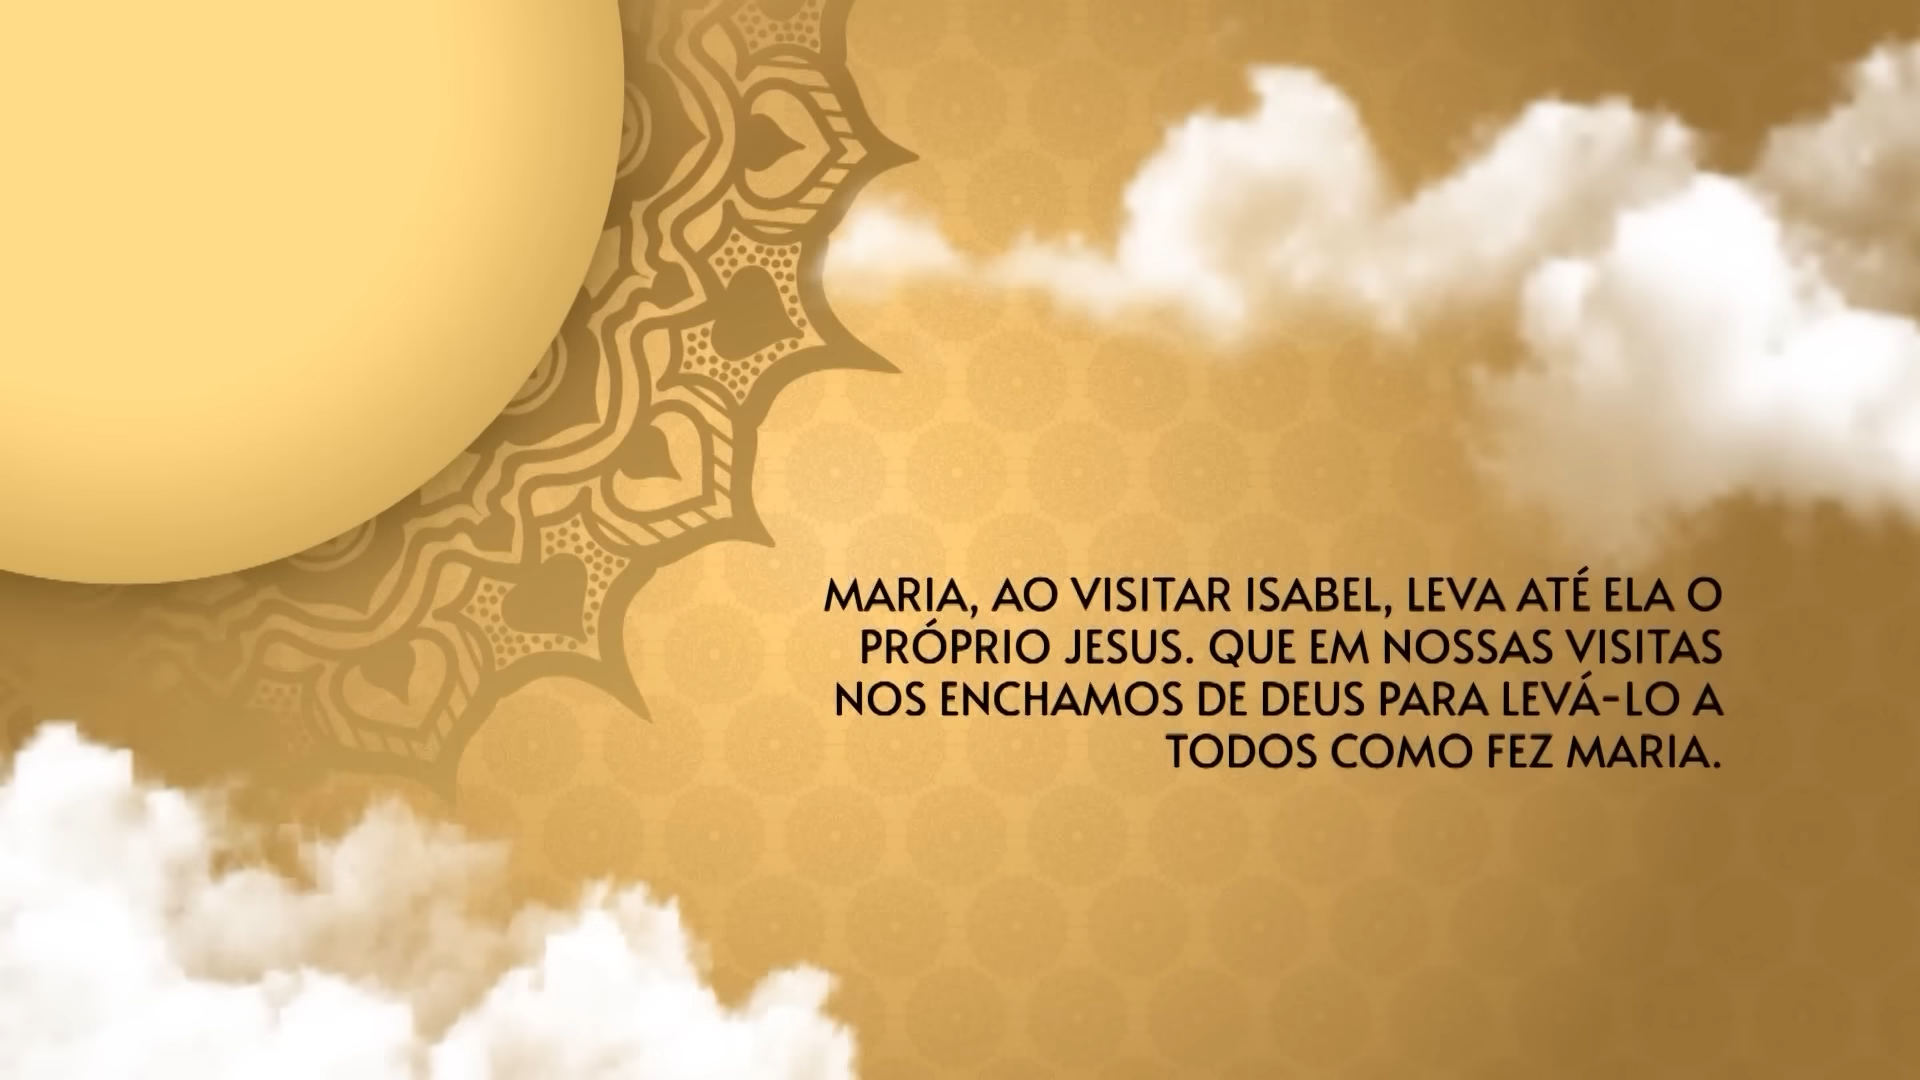 MARIA, AO VISITAR ISABEL, LEVA ATÉ ELA O
PRÓPRIO JESUS. QUE EM NOSSAS VISITAS
NOS ENCHAMOS DE DEUS PARA LEVÁ-LO A
TODOS COMO FEZ MARIA.